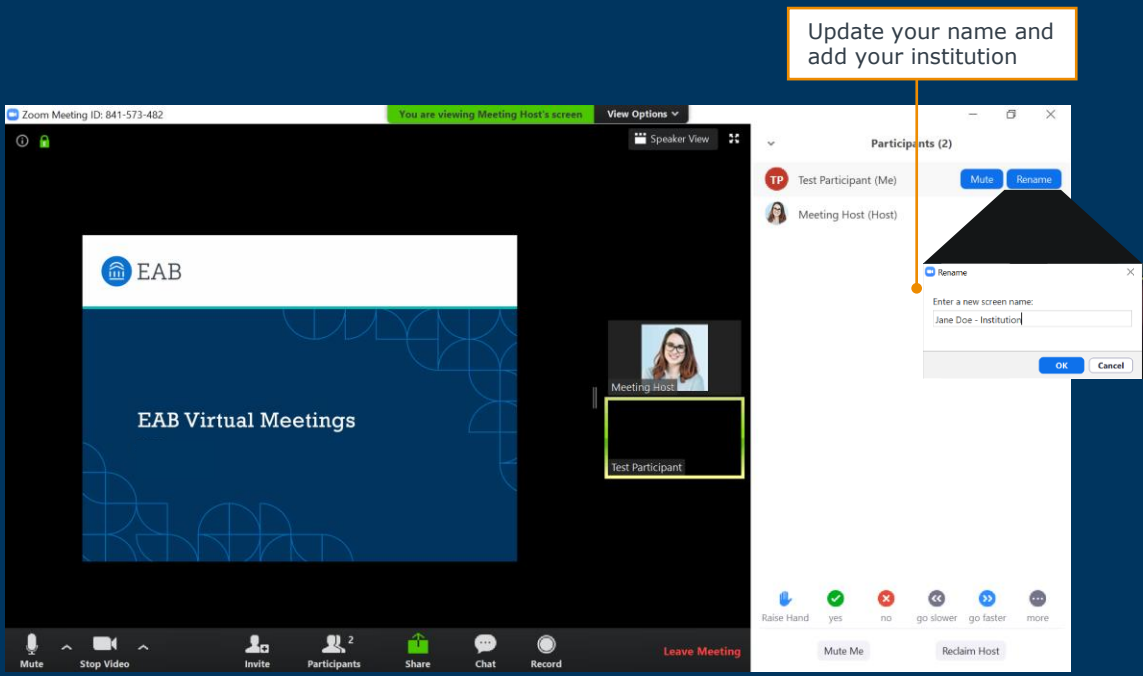 Update your name and
add your institution
Zoom Meeting ID: 841-573-482
You are viewing Meeting Host's screen
View Options
Speaker View
Participants (2)
TP
Test Participant (Me)
Mute
Rename
Meeting Host (Host)
EAB
EAB Virtual Meetings
Meeting Host
Test Participant
Rename
Enter a new screen name:
Jane Doe - Institution
OK
Cancel
Raise Hand
yes
no
go slower
go faster
more
Mute Me
Reclaim Host
Mute
Stop Video
Invite
2
Participants
Share
Chat
Record
Leave Meeting